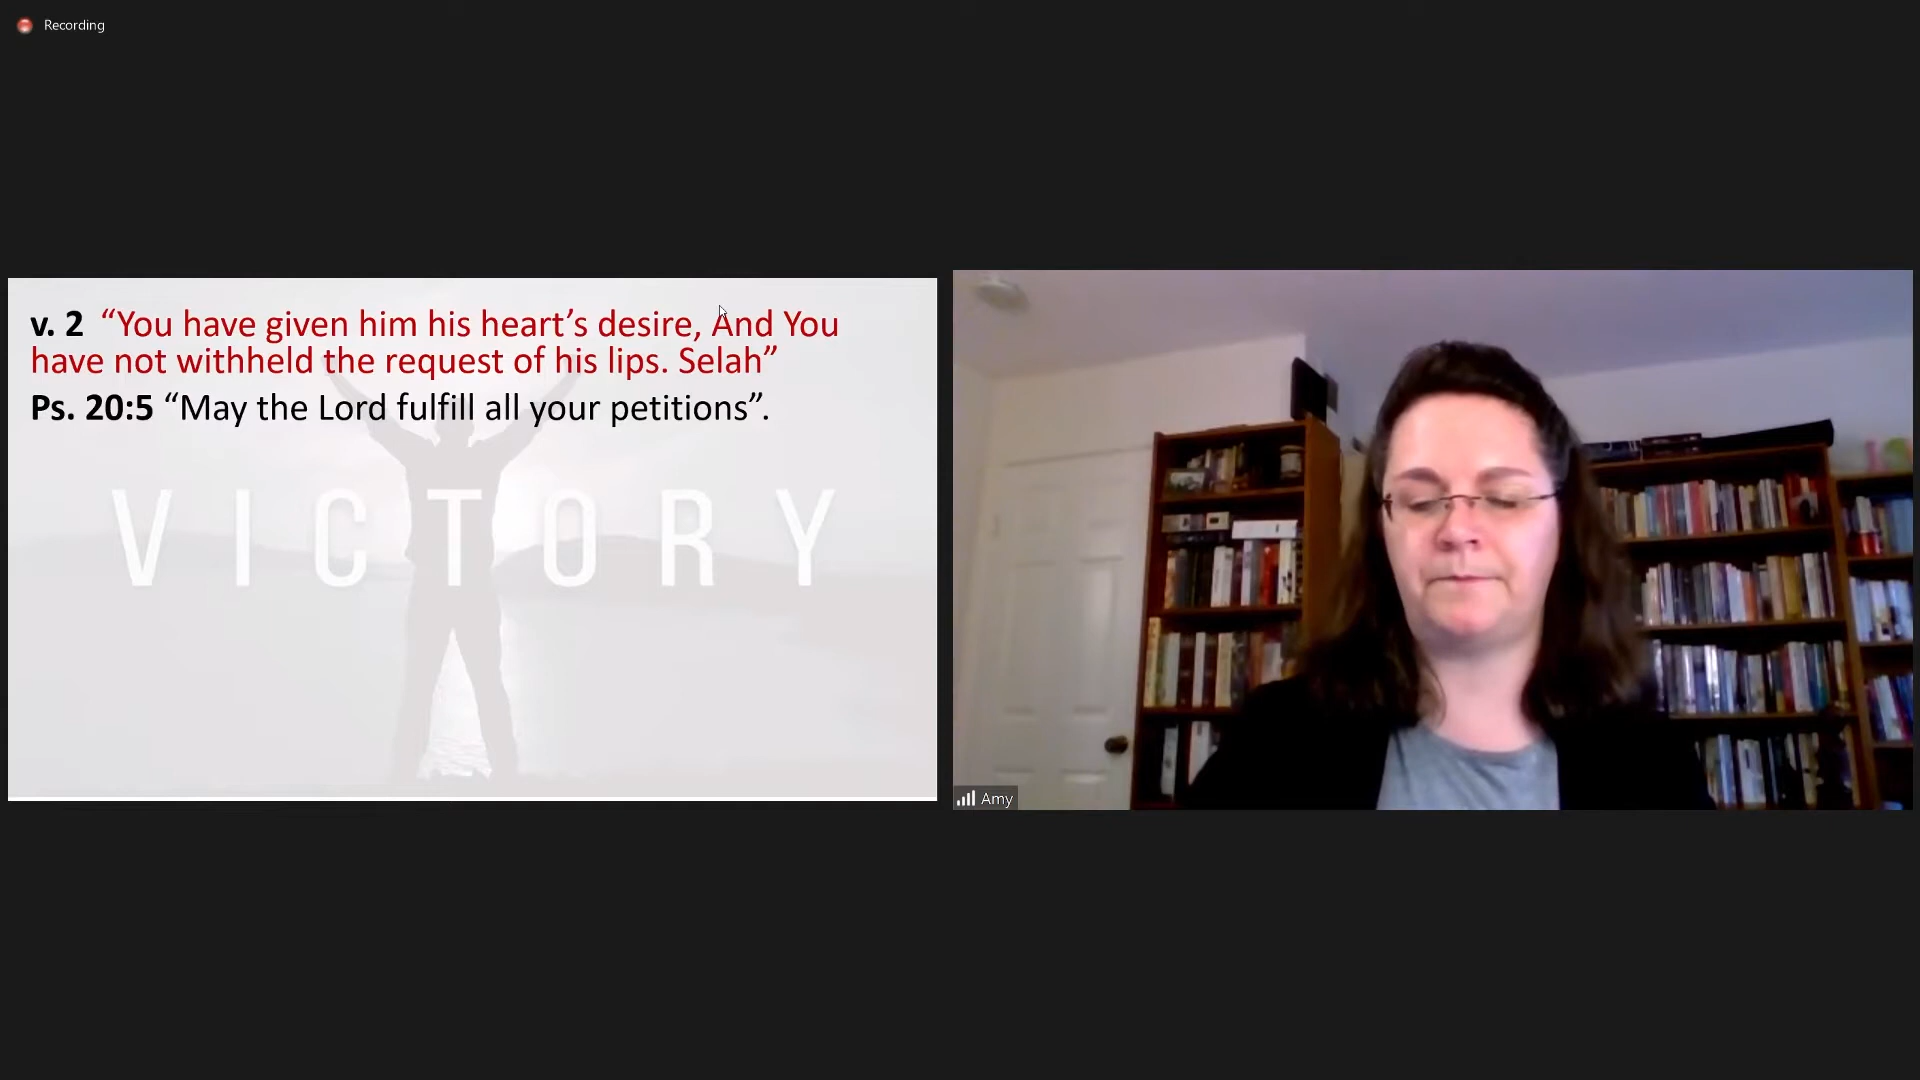 Recording
v. 2 “You have given him his heart’s desire, And You
have not withheld the request of his lips. Selah”
Ps. 20:5 “May the Lord fulfill all your petitions”.
VICTORY
Amy